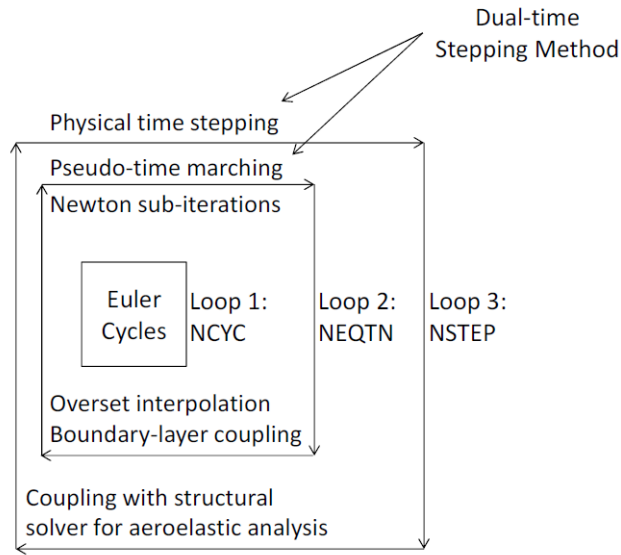 Dual-time
Stepping Method
Physical time stepping
Pseudo-time marching
Newton sub-iterations
Euler
Cycles
Loop 1:
NCYC
Loop 2:
NEQTN
Loop 3:
NSTEP
Overset interpolation
Boundary-layer coupling
Coupling with structural
solver for aeroelastic analysis